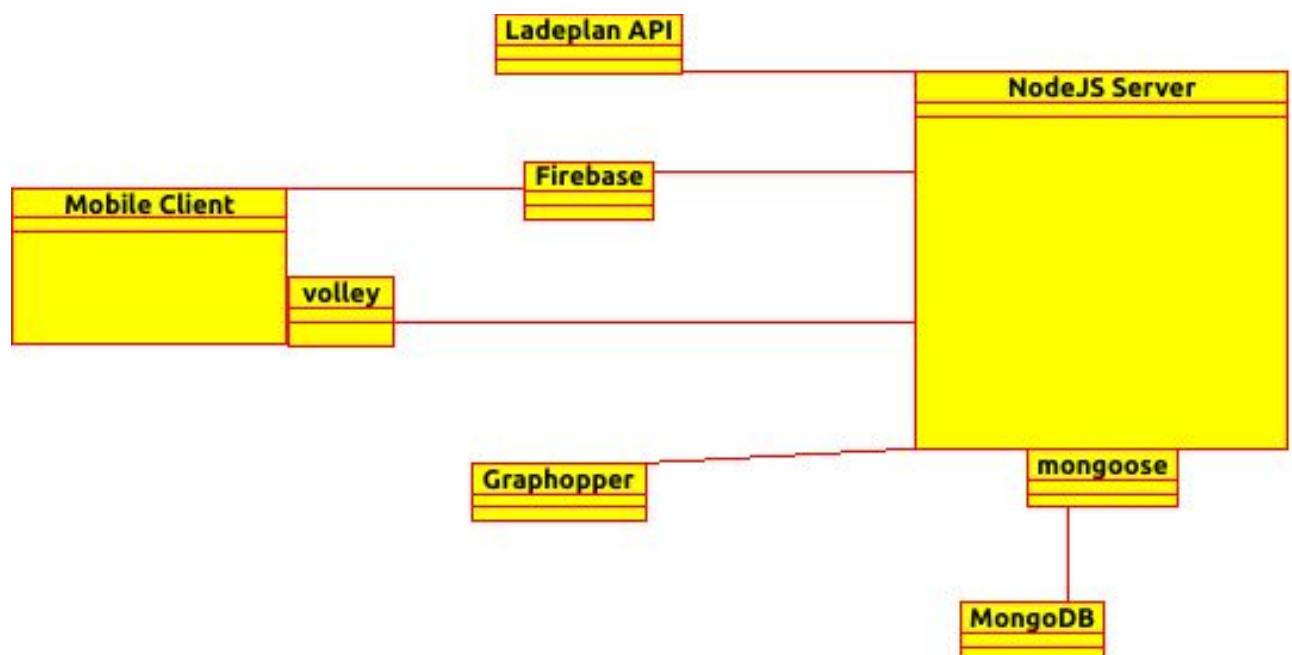 Ladeplan API
NodeJS Server
Firebase
Mobile Client
volley
Graphopper
mongoose
MongoDB